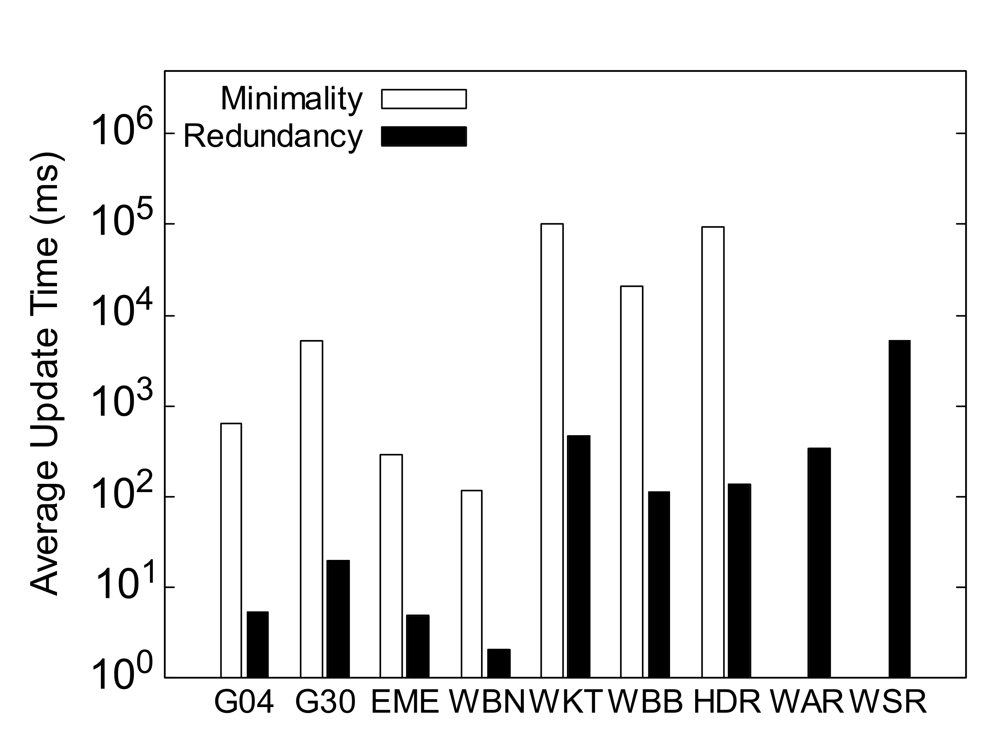 Minimality
Redundancy
Average Update Time (ms)
10^6
10^5
10^4
10^3
10^2
10^1
10^0
G04 G30 EME WBN WKT WBB HDR WAR WSR